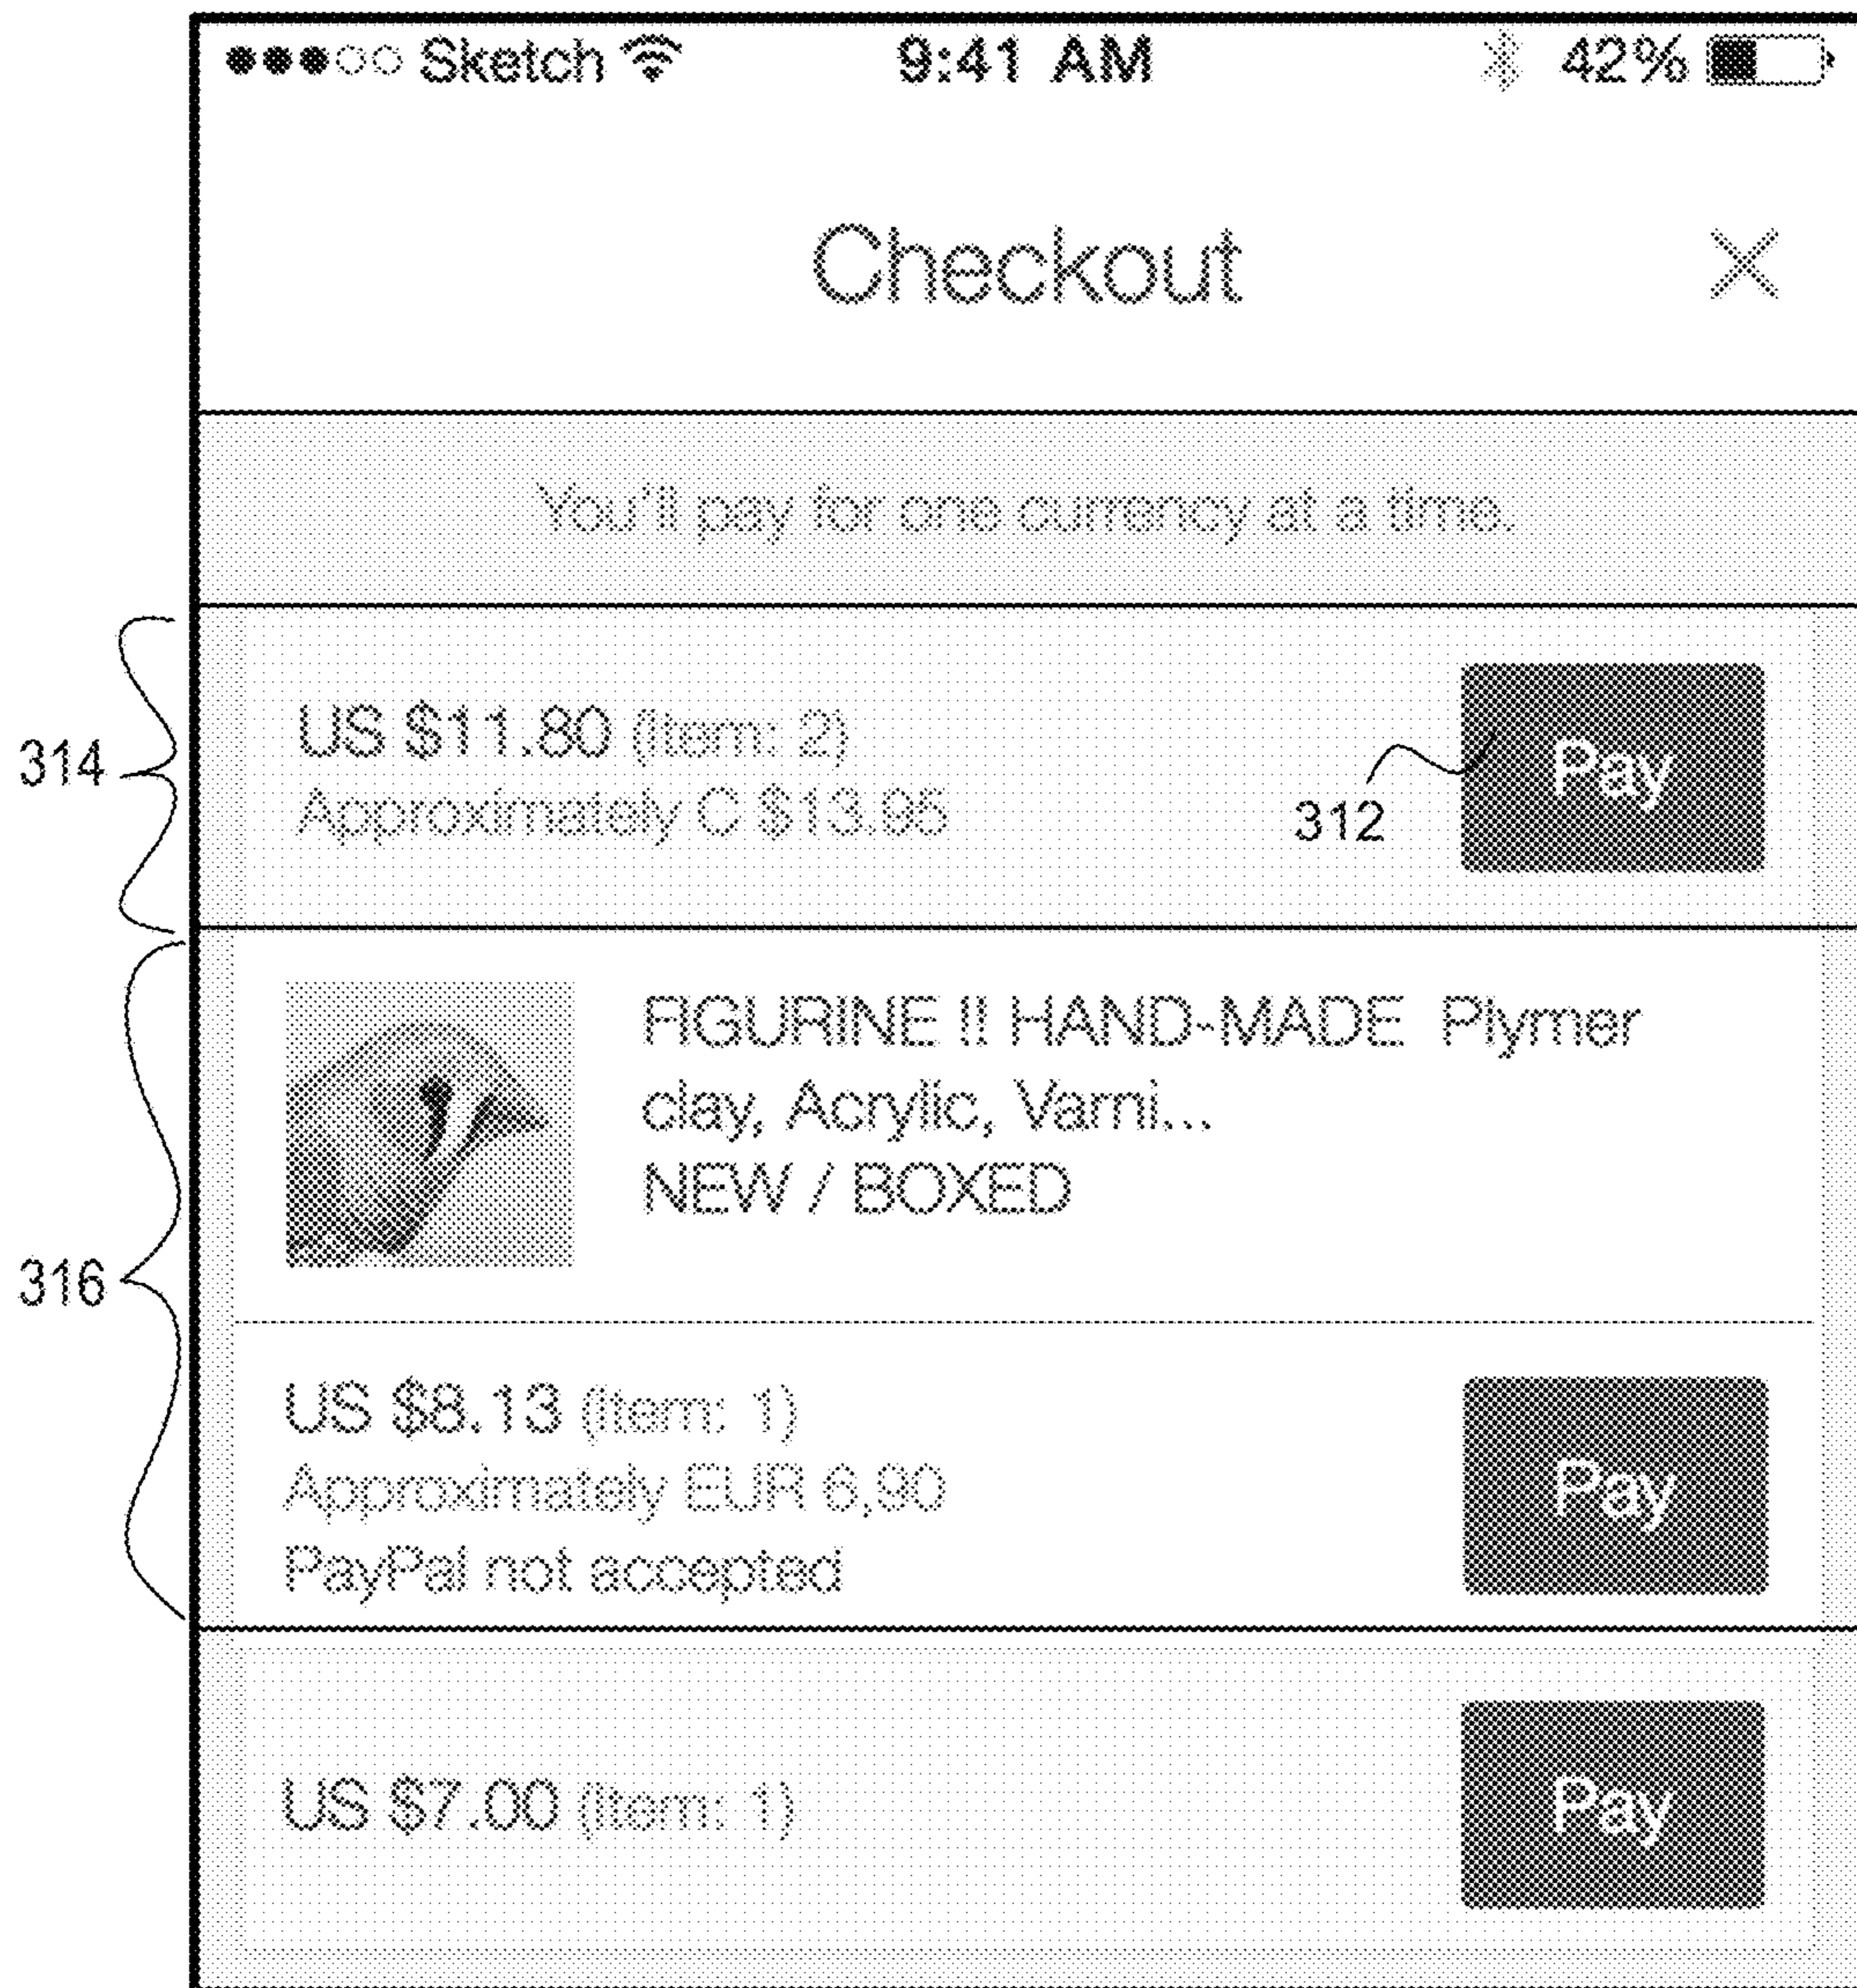 Sketch 9:41 AM 42%
Checkout ×
You'll pay for one currency at a time.
314
US $11.80 (Item: 2)
Approximately C $13.95
312
Pay
316
FIGURINE !! HAND-MADE Plymer
clay, Acrylic, Varni...
NEW / BOXED
US $8.13 (Item: 1)
Approximately EUR 6,90
PayPal not accepted
Pay
US $7.00 (Item: 1)
Pay